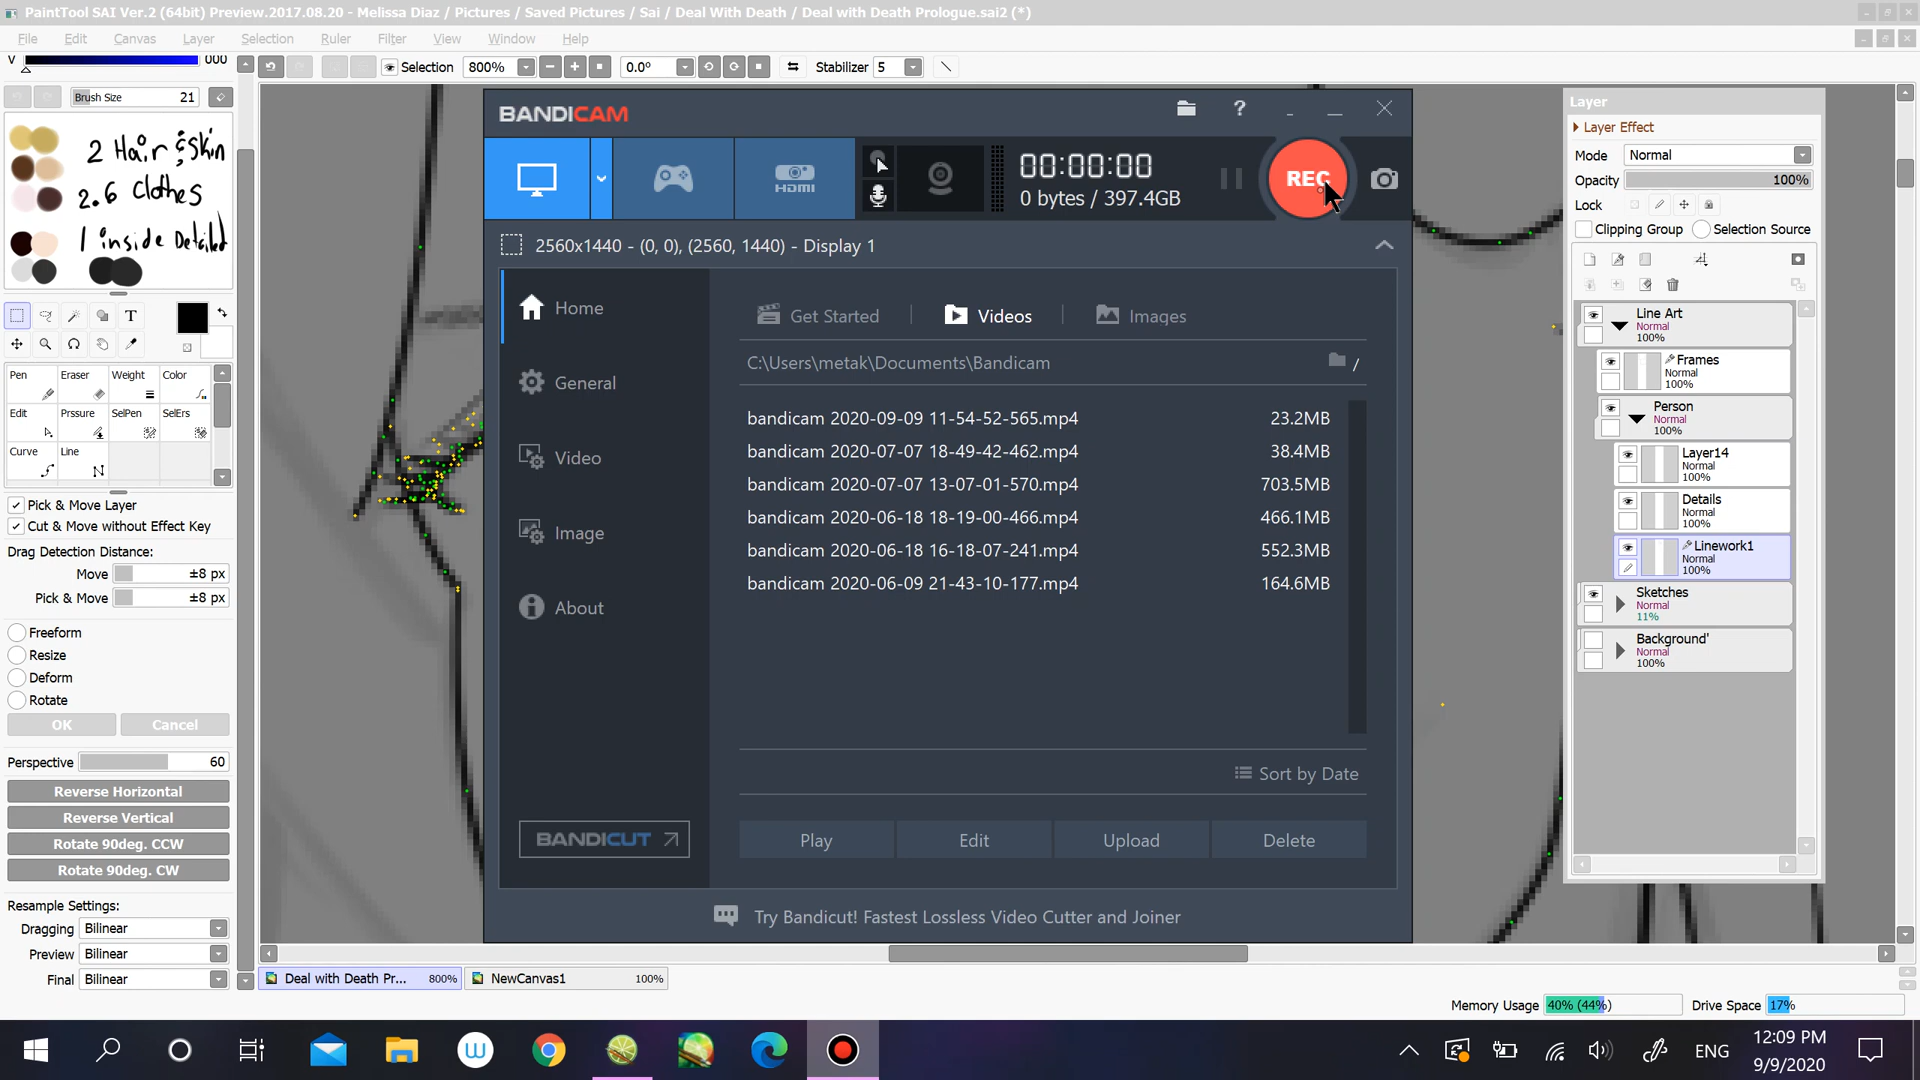 PaintTool SAI Ver.2 (64bit) Preview.2017.08.20 - Melissa Diaz / Pictures / Saved Pictures / Sai / Deal With Death / Deal with Death Prologue.sai2 (*)
File Edit Canvas Layer Selection Ruler Filter View Window Help
V 000
Selection 800% 0.0º Stabilizer 5
Brush Size 21
2 Hair & Skin
2.6 Clothes
1 inside Detailed
T
Pen Eraser Weight Color
Edit Prssure SelPen SelErs
Curve Line
Pick & Move Layer
Cut & Move without Effect Key
Drag Detection Distance:
Move ±8 px
Pick & Move ±8 px
Freeform
Resize
Deform
Rotate
OK Cancel
Perspective 60
Reverse Horizontal
Reverse Vertical
Rotate 90deg. CCW
Rotate 90deg. CW
Resample Settings:
Dragging Bilinear
Preview Bilinear
Final Bilinear
BANDICAM
?
HDMI
00:00:00
0 bytes / 397.4GB
REC
2560x1440 - (0, 0), (2560, 1440) - Display 1
Home
General
Video
Image
About
BANDICUT
Get Started Videos Images
C:\Users\metak\Documents\Bandicam /
bandicam 2020-09-09 11-54-52-565.mp4 23.2MB
bandicam 2020-07-07 18-49-42-462.mp4 38.4MB
bandicam 2020-07-07 13-07-01-570.mp4 703.5MB
bandicam 2020-06-18 18-19-00-466.mp4 466.1MB
bandicam 2020-06-18 16-18-07-241.mp4 552.3MB
bandicam 2020-06-09 21-43-10-177.mp4 164.6MB
Sort by Date
Play Edit Upload Delete
Try Bandicut! Fastest Lossless Video Cutter and Joiner
Layer
Layer Effect
Mode Normal
Opacity 100%
Lock
Clipping Group Selection Source
Line Art
Normal
100%
Frames
Normal
100%
Person
Normal
100%
Layer14
Normal
100%
Details
Normal
100%
Linework1
Normal
100%
Sketches
Normal
11%
Background'
Normal
100%
Deal with Death Pr... 800% NewCanvas1 100%
Memory Usage 40% (44%) Drive Space 17%
ENG
12:09 PM
9/9/2020